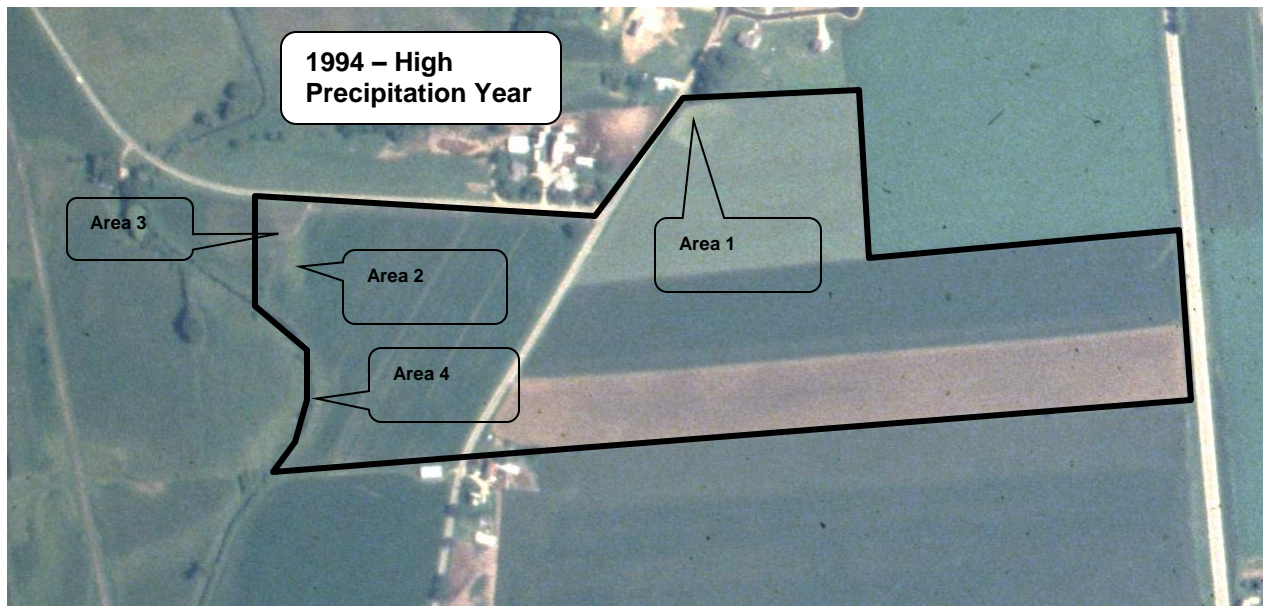 1994 – High
Precipitation Year
Area 1
Area 3
Area 2
Area 4